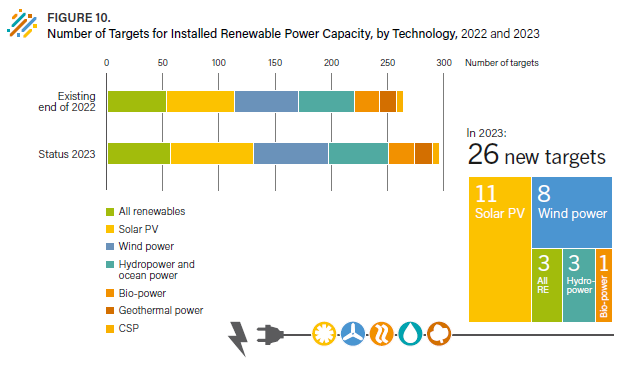 FIGURE 10.
Number of Targets for Installed Renewable Power Capacity, by Technology, 2022 and 2023
0 50 100 150 200 250 300 Number of targets
Existing
end of 2022
Status 2023
All renewables
Solar PV
Wind power
Hydropower and
ocean power
Bio-power
Geothermal power
CSP
In 2023:
26 new targets
11
Solar PV
8
Wind power
3
All
RE
3
Hydro-
power
1
Bio-power